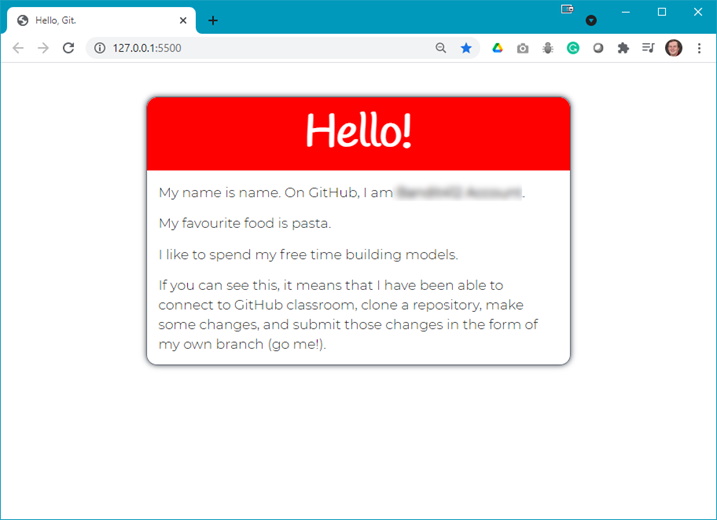 Hello, Git.
127.0.0.1:5500
Hello!
My name is name. On GitHub, I am .
My favourite food is pasta.
I like to spend my free time building models.
If you can see this, it means that I have been able to
connect to GitHub classroom, clone a repository, make
some changes, and submit those changes in the form of
my own branch (go me!).